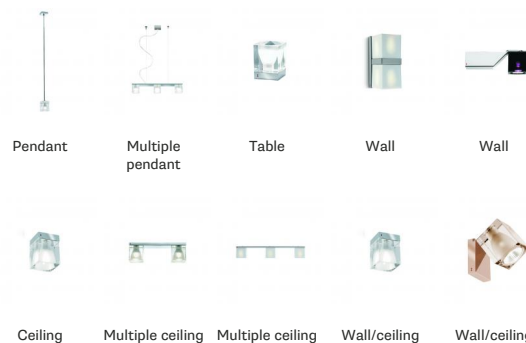 Pendant
Multiple
pendant
Table
Wall
Wall
Ceiling
Multiple ceiling
Multiple ceiling
Wall/ceiling
Wall/ceiling